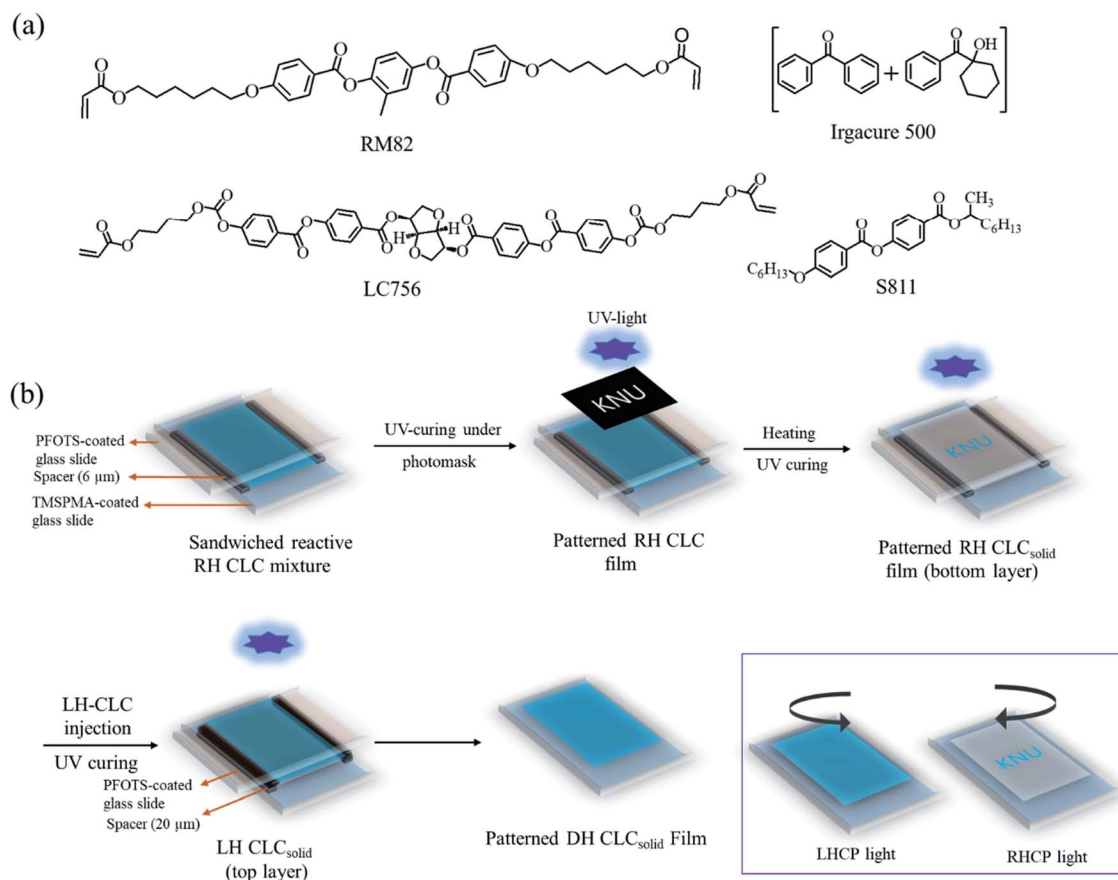 (a)
RM82
O
O
O
O
O
O
O
O
O
O
OH
+
Irgacure 500
LC756
O
O
O
O
O
O
O
O
O
O
H
H
O
O
O
O
O
O
O
O
O
O
S811
C₆H₁₃
O
O
O
O
O
CH₃
C₆H₁₃
(b)
UV-light
PFOTS-coated
glass slide
Spacer (6 µm)
TMSPMA-coated
glass slide
Sandwiched reactive
RH CLC mixture
UV-curing under
photomask
KNU
Patterned RH CLC
film
Heating
UV curing
KNU
Patterned RH CLCsolid
film (bottom layer)
LH-CLC
injection
UV curing
PFOTS-coated
glass slide
Spacer (20 µm)
LH CLCsolid
(top layer)
Patterned DH CLCsolid Film
LHCP light
KNU
RHCP light